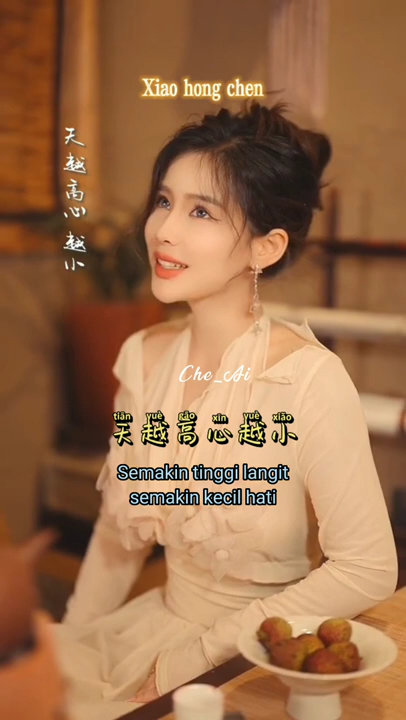 Xiao hong chen
天越高心越小
Che_Ai
tiān yuè gāo xīn yuè xiǎo
天越高心越小
Semakin tinggi langit
semakin kecil hati